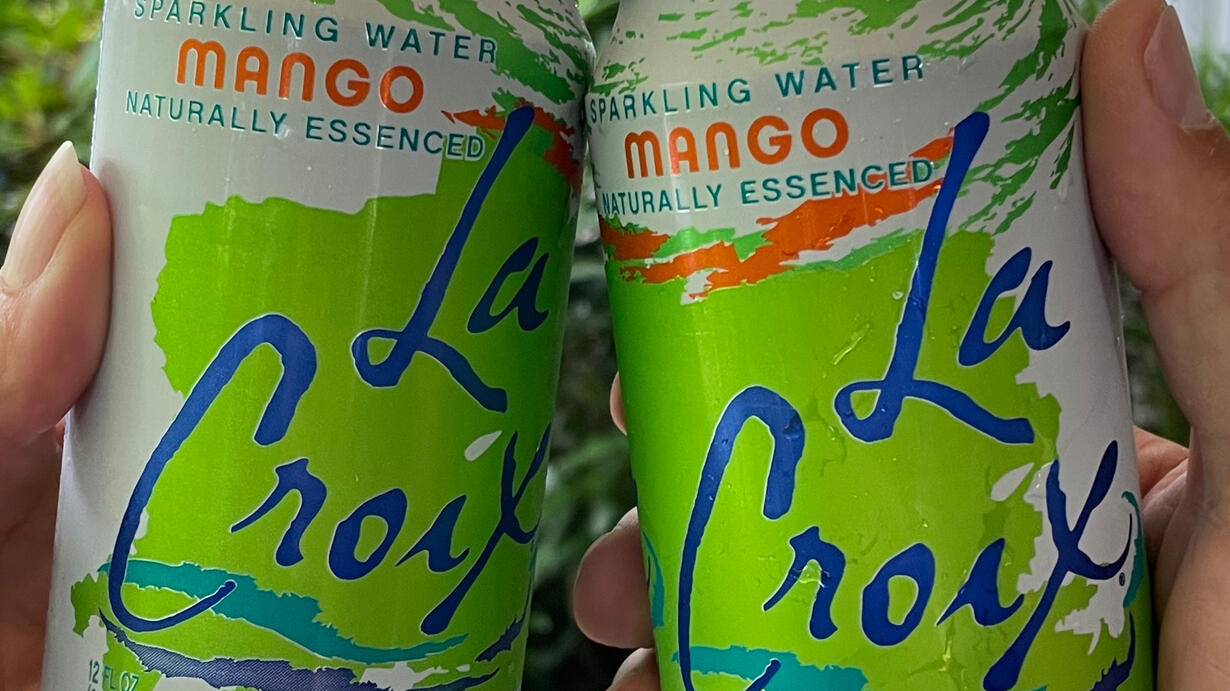 SPARKLING WATER
MANGO
NATURALLY ESSENCED
La
Croix
12 FL OZ
SPARKLING WATER
MANGO
NATURALLY ESSENCED
La
Croix
®